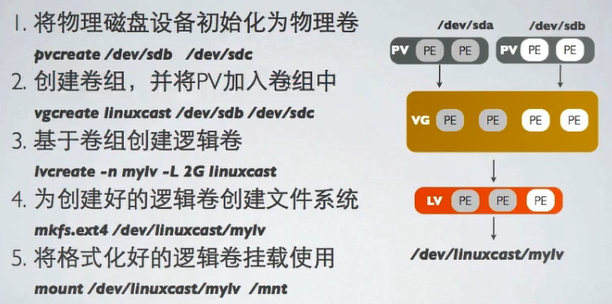 1. 将物理磁盘设备初始化为物理卷
pvcreate /dev/sdb /dev/sdc
2. 创建卷组，并将PV加入卷组中
vgcreate linuxcast /dev/sdb /dev/sdc
3. 基于卷组创建逻辑卷
lvcreate -n mylv -L 2G linuxcast
4. 为创建好的逻辑卷创建文件系统
mkfs.ext4 /dev/linuxcast/mylv
5. 将格式化好的逻辑卷挂载使用
mount /dev/linuxcast/mylv /mnt
/dev/sda /dev/sdb
PV PE PE PV PE PE
VG PE PE PE PE
LV PE PE PE
/dev/linuxcast/mylv